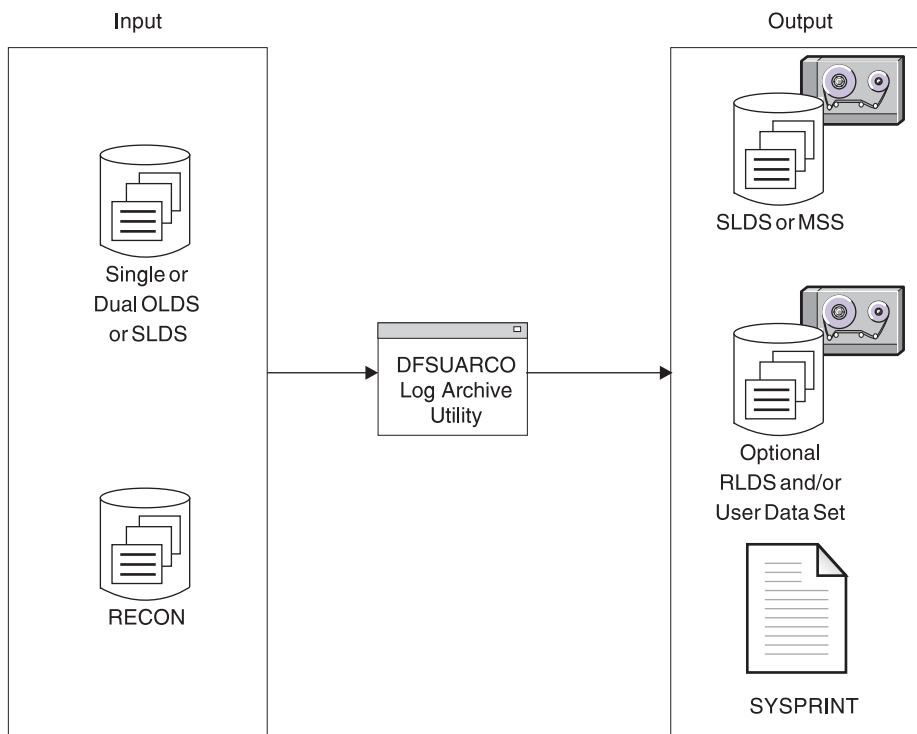 Input
Output
Single or
Dual OLDS
or SLDS
RECON
DFSUARCO
Log Archive
Utility
SLDS or MSS
Optional
RLDS and/or
User Data Set
SYSPRINT